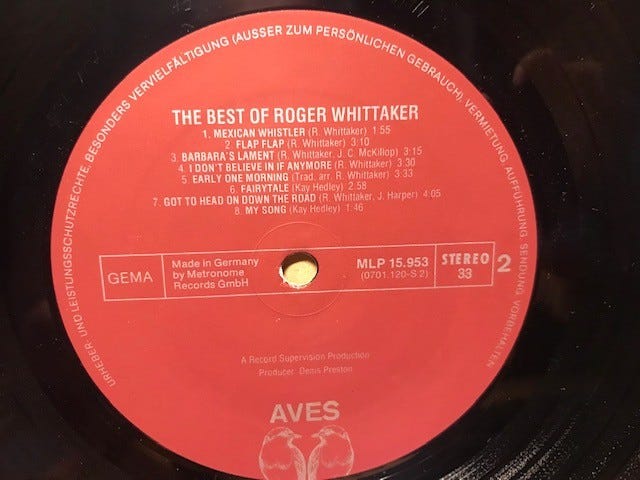 URHEBER- UND LEISTUNGSSCHUTZRECHTE, BESONDERS VERVIELFÄLTIGUNG (AUSSER ZUM PERSÖNLICHEN GEBRAUCH), VERMIETUNG, AUFFÜHRUNG, SENDUNG VORBEHALTEN
THE BEST OF ROGER WHITTAKER
1. MEXICAN WHISTLER (R. Whittaker) 1:55
2. FLAP FLAP (R. Whittaker) 3:10
3. BARBARA'S LAMENT (R. Whittaker, J. C. McKillop) 3:15
4. I DON'T BELIEVE IN IF ANYMORE (R. Whittaker) 3:30
5. EARLY ONE MORNING (Trad. arr. R. Whittaker) 3:33
6. FAIRYTALE (Kay Hedley) 2.58
7. GOT TO HEAD ON DOWN THE ROAD (R. Whittaker, J. Harper) 4:05
8. MY SONG (Kay Hedley) 1:46
GEMA
Made in Germany
by Metronome
Records GmbH
MLP 15.953
(0701.120-S 2)
STEREO
33
2
A Record Supervision Production
Producer Denis Preston
AVES